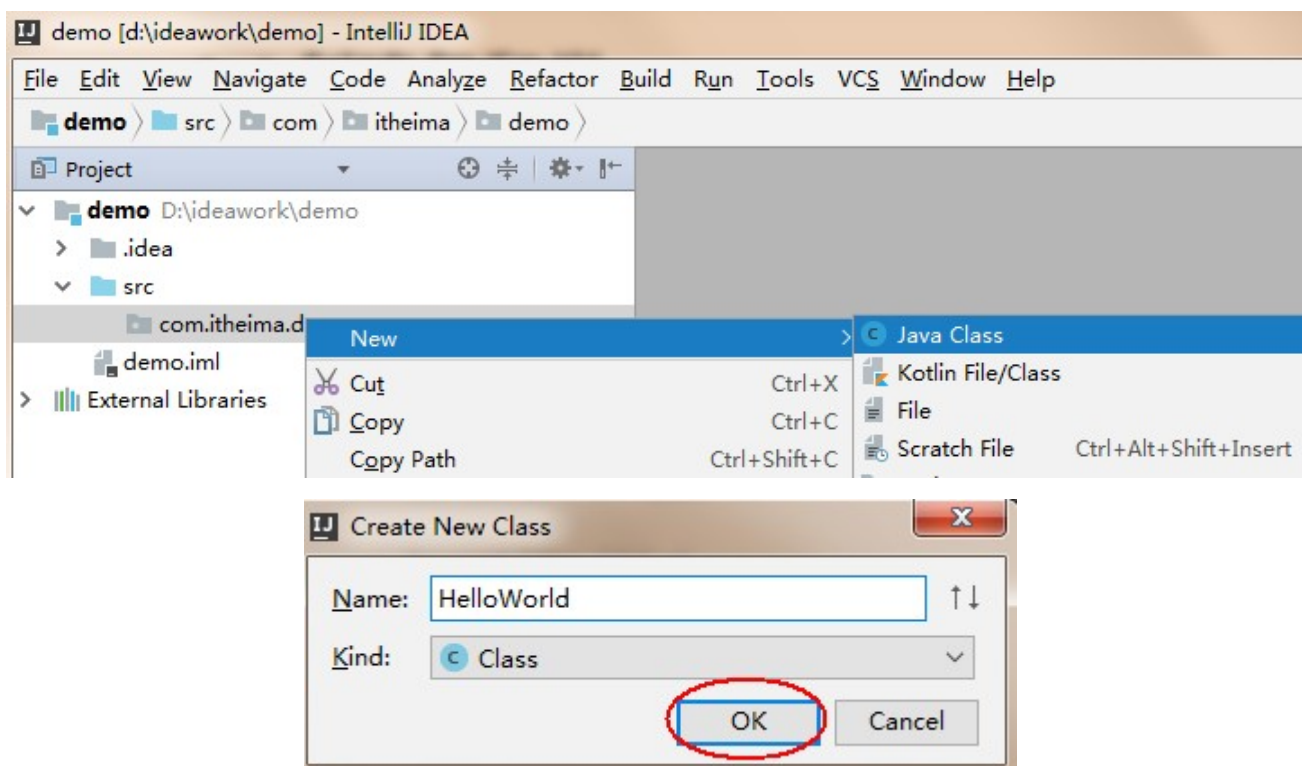 demo [d:\ideawork\demo] - IntelliJ IDEA
File Edit View Navigate Code Analyze Refactor Build Run Tools VCS Window Help
demo src com itheima demo
Project
demo D:\ideawork\demo
.idea
src
com.itheima.d
New
Java Class
demo.iml
Cut Ctrl+X
Kotlin File/Class
External Libraries
Copy Ctrl+C
File
Copy Path Ctrl+Shift+C
Scratch File Ctrl+Alt+Shift+Insert
Create New Class
Name: HelloWorld
Kind: Class
OK Cancel